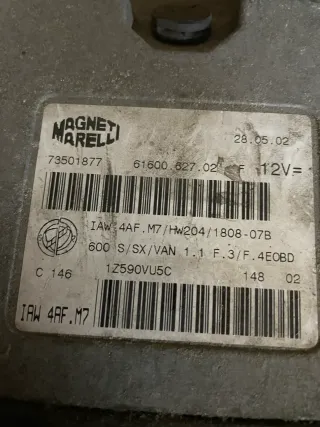 MAGNETI
MARELLI
28.05.02
73501877 61600.627.02 F 12V=
IAW 4AF.M7/HW204/1808-07B
600 S/SX/VAN 1.1 F.3/F.4EOBD
C 146 1Z590VU5C 148 02
IAW 4AF.M7